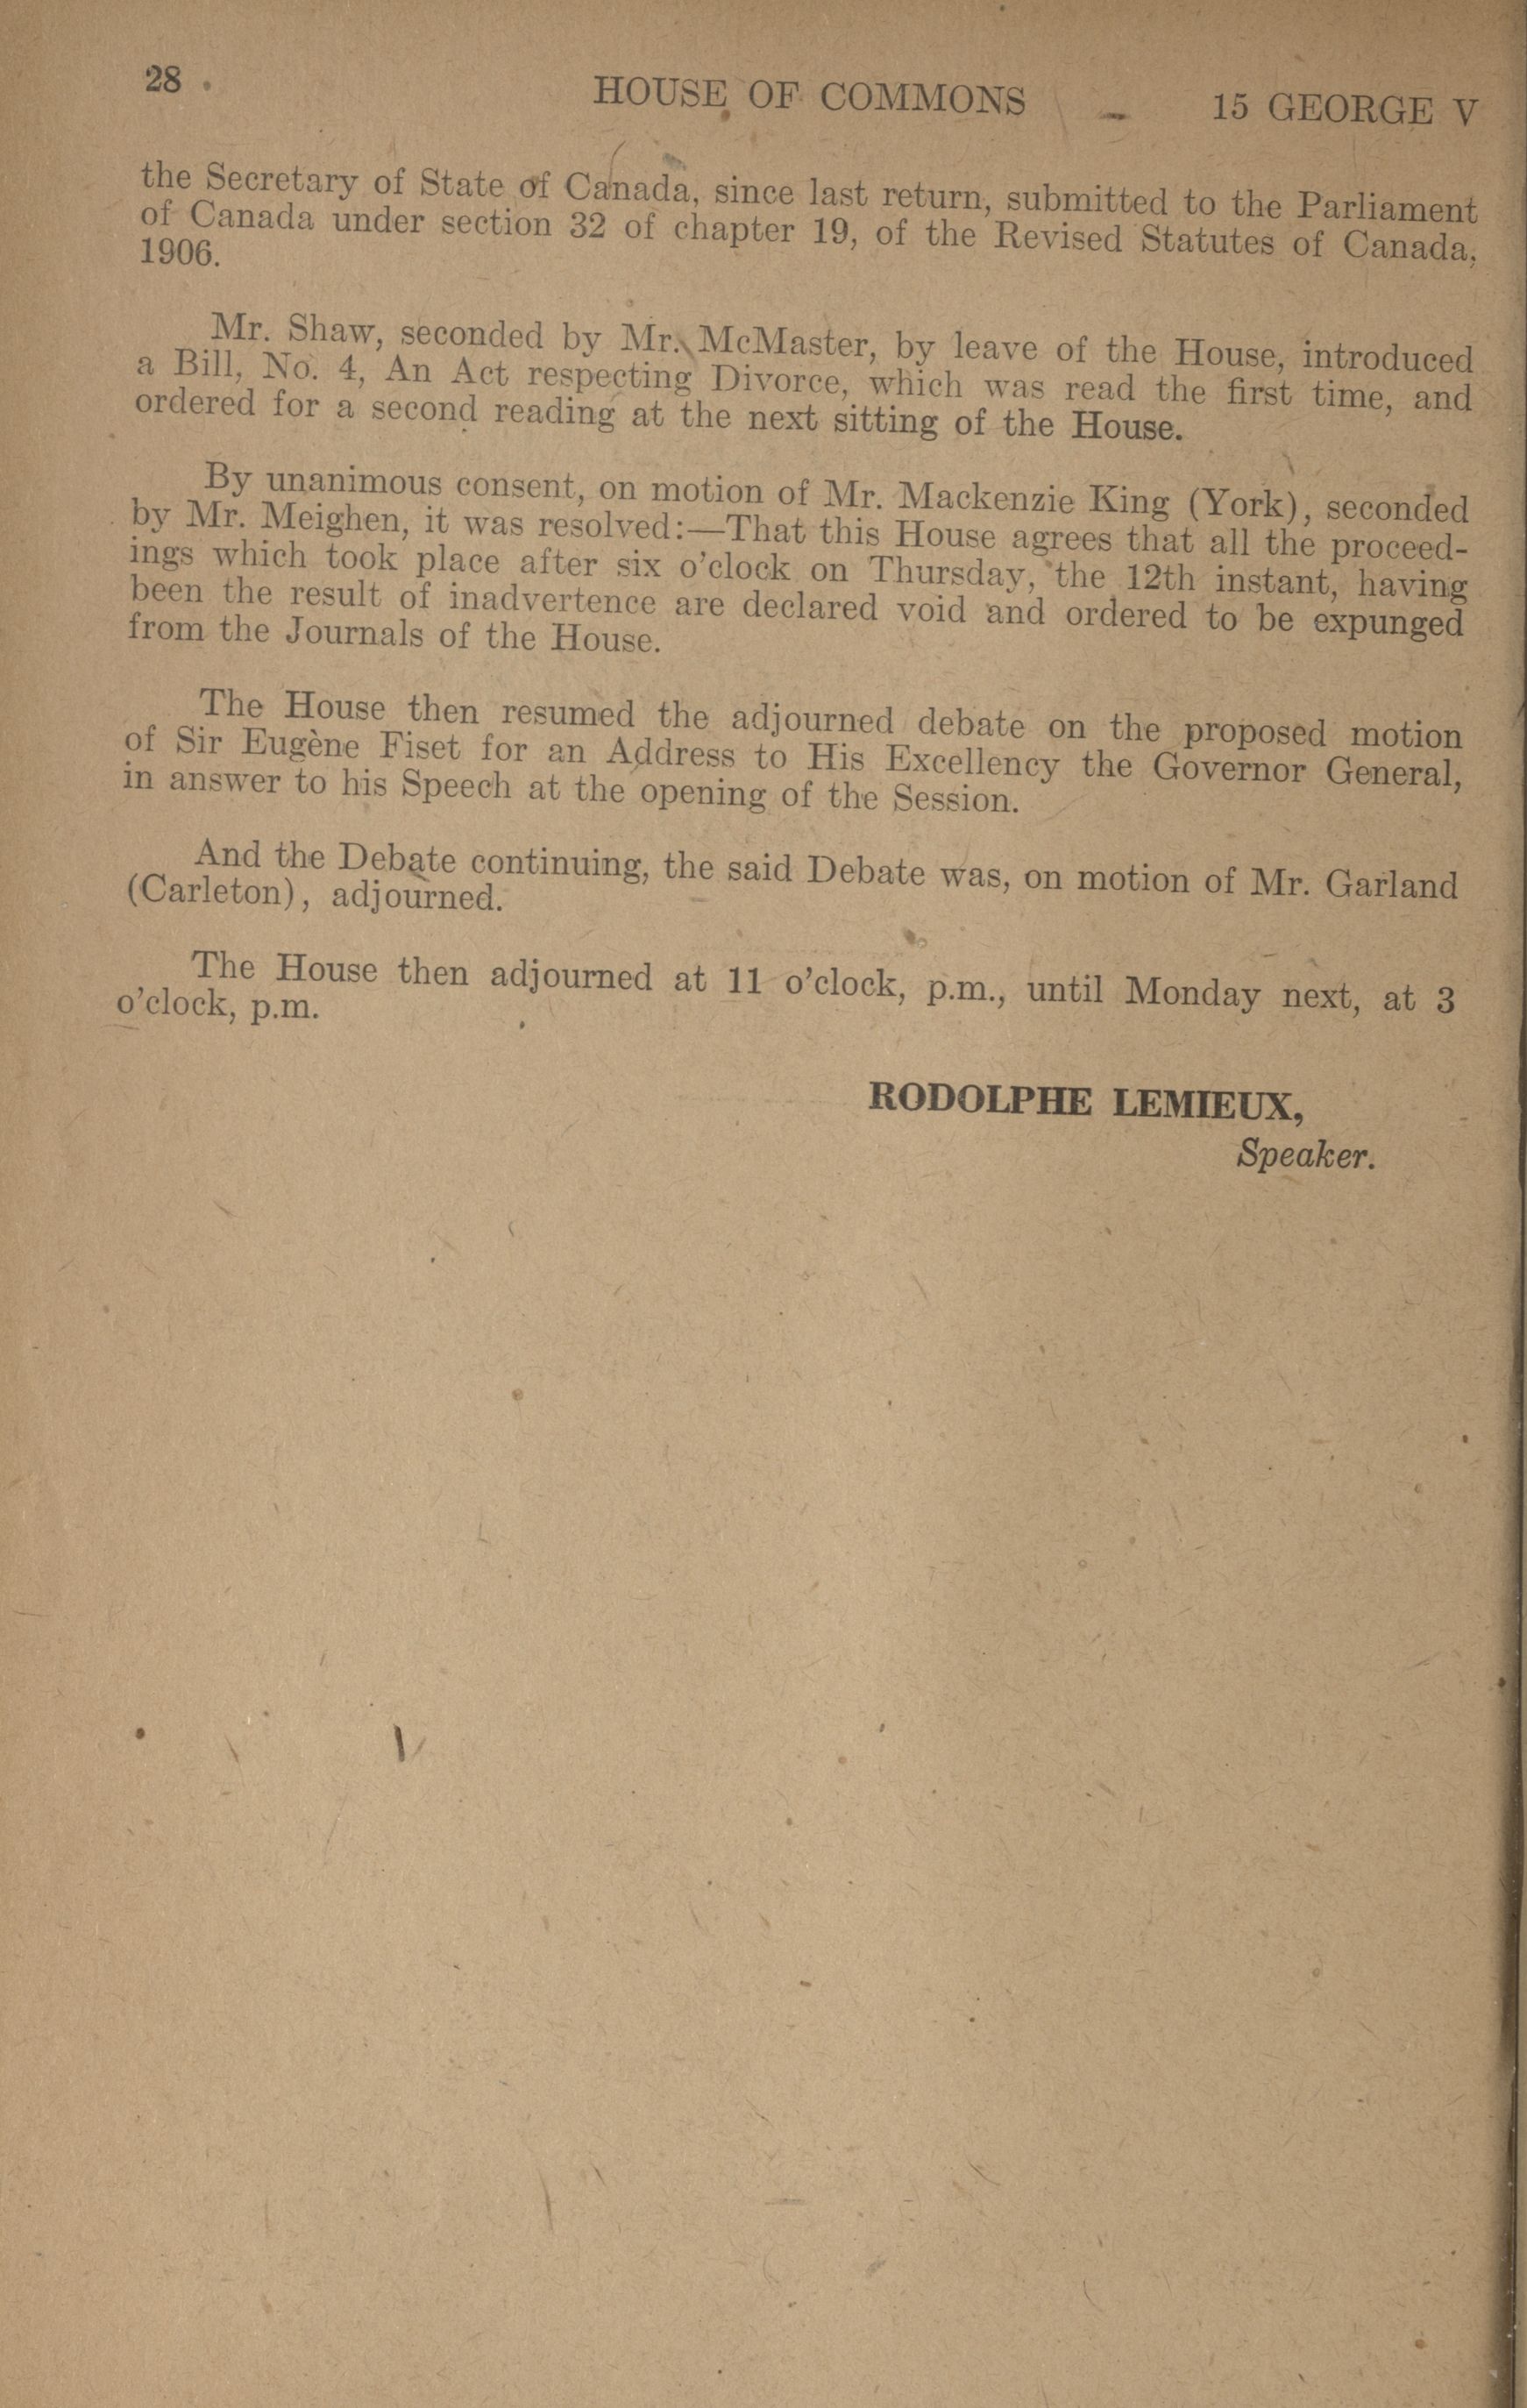 28
HOUSE OF COMMONS
15 GEORGE V
the Secretary of State of Canada, since last return, submitted to the Parliament
of Canada under section 32 of chapter 19, of the Revised Statutes of Canada,
1906.
Mr. Shaw, seconded by Mr. McMaster, by leave of the House, introduced
a Bill, No. 4, An Act respecting Divorce, which was read the first time, and
ordered for a second reading at the next sitting of the House.
By unanimous consent, on motion of Mr. Mackenzie King (York), seconded
by Mr. Meighen, it was resolved:—That this House agrees that all the proceed-
ings which took place after six o'clock on Thursday, the 12th instant, having
been the result of inadvertence are declared void and ordered to be expunged
from the Journals of the House.
The House then resumed the adjourned debate on the proposed motion
of Sir Eugène Fiset for an Address to His Excellency the Governor General,
in answer to his Speech at the opening of the Session.
And the Debate continuing, the said Debate was, on motion of Mr. Garland
(Carleton), adjourned.
The House then adjourned at 11 o'clock, p.m., until Monday next, at 3
o'clock, p.m.
RODOLPHE LEMIEUX,
Speaker.